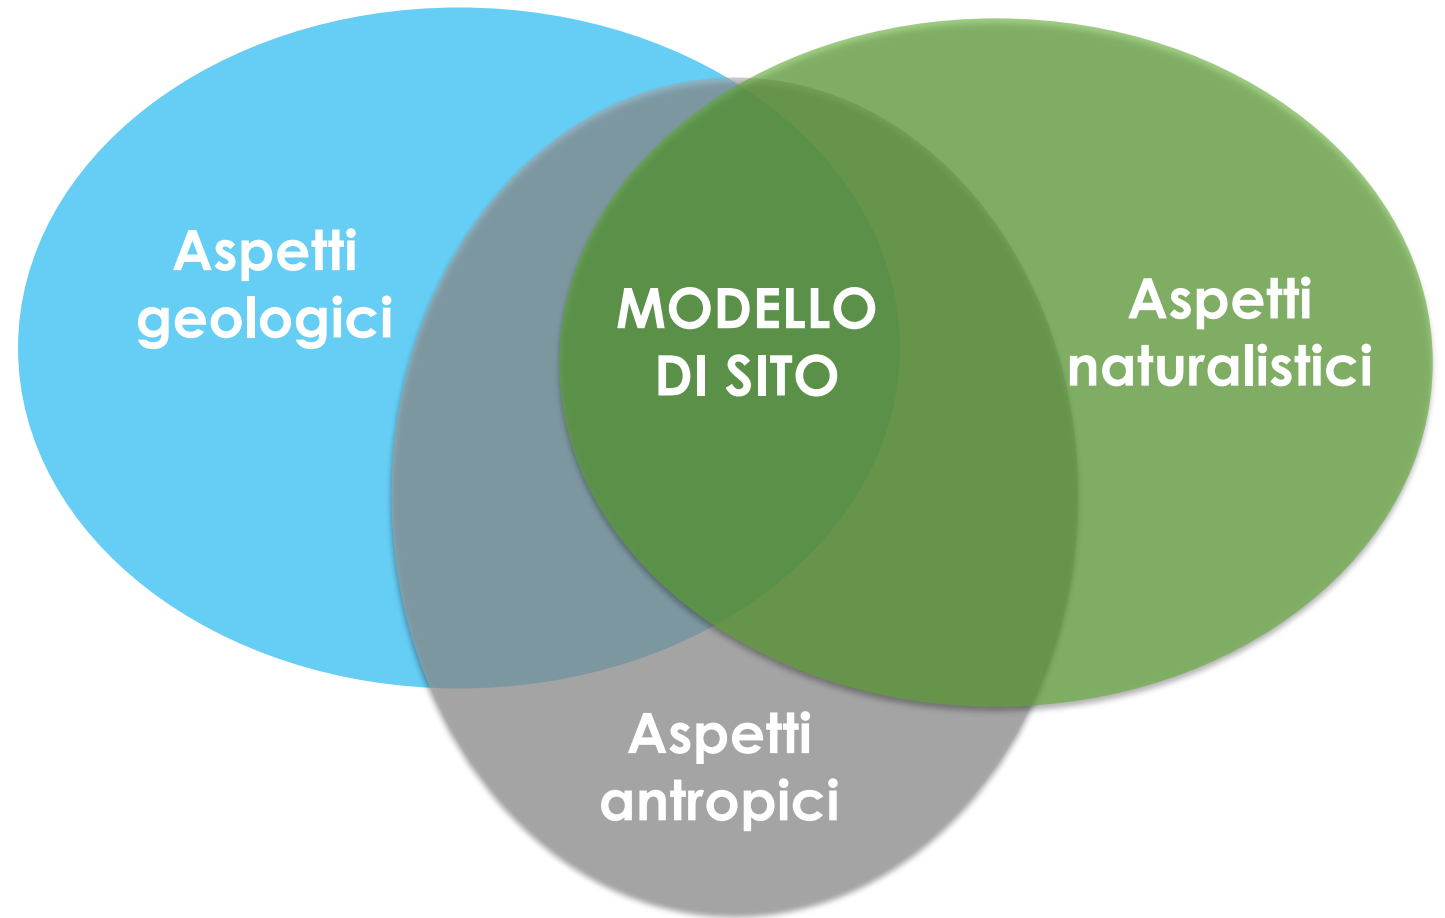 Aspetti
geologici
MODELLO
DI SITO
Aspetti
naturalistici
Aspetti
antropici